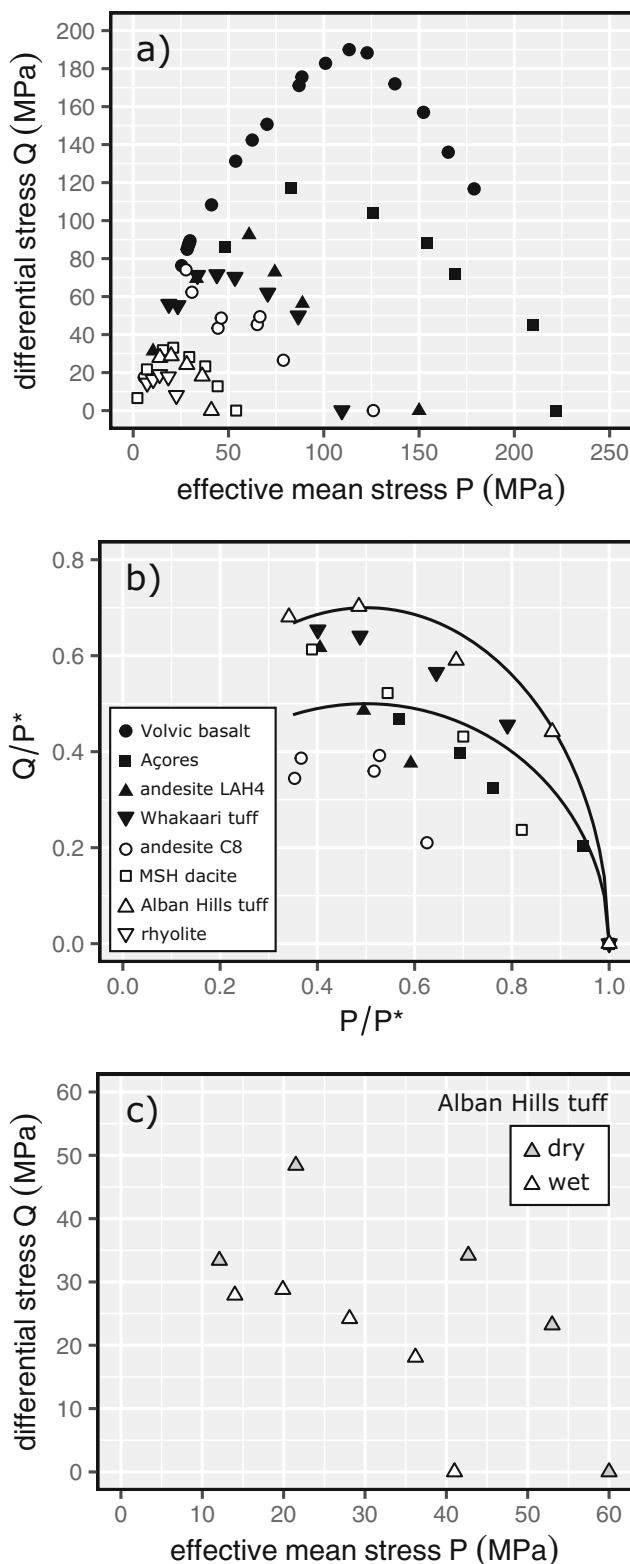 a)
differential stress Q (MPa)
200
180
160
140
120
100
80
60
40
20
0
0 50 100 150 200 250
effective mean stress P (MPa)
b)
Q/P*
0.8
0.6
0.4
0.2
0.0
Volvic basalt
Açores
andesite LAH4
Whakaari tuff
andesite C8
MSH dacite
Alban Hills tuff
rhyolite
0.0 0.2 0.4 0.6 0.8 1.0
P/P*
c)
Alban Hills tuff
dry
wet
differential stress Q (MPa)
60
50
40
30
20
10
0
0 10 20 30 40 50 60
effective mean stress P (MPa)